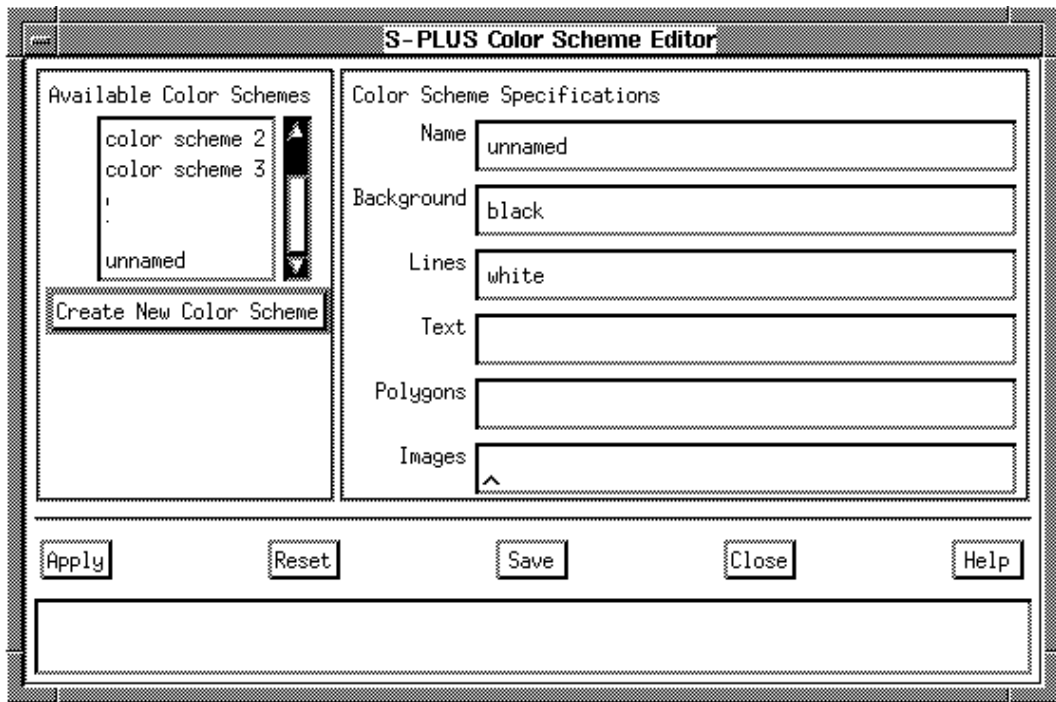 S-PLUS Color Scheme Editor
Available Color Schemes
color scheme 2
color scheme 3
unnamed
Create New Color Scheme
Color Scheme Specifications
Name
unnamed
Background
black
Lines
white
Text
Polygons
Images
^
Apply
Reset
Save
Close
Help